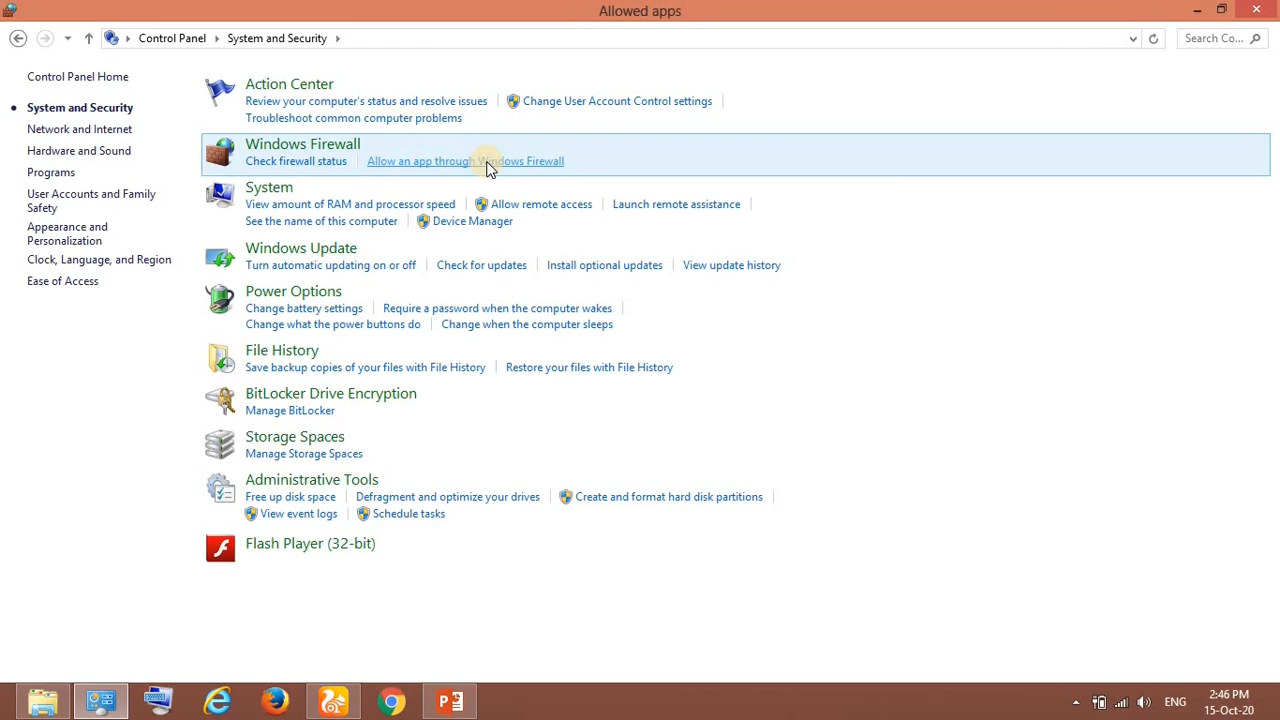 Allowed apps
Control Panel
System and Security
Search Co...
Control Panel Home
System and Security
Network and Internet
Hardware and Sound
Programs
User Accounts and Family
Safety
Appearance and
Personalization
Clock, Language, and Region
Ease of Access
Action Center
Review your computer's status and resolve issues
Change User Account Control settings
Troubleshoot common computer problems
Windows Firewall
Check firewall status
Allow an app through Windows Firewall
System
View amount of RAM and processor speed
Allow remote access
Launch remote assistance
See the name of this computer
Device Manager
Windows Update
Turn automatic updating on or off
Check for updates
Install optional updates
View update history
Power Options
Change battery settings
Require a password when the computer wakes
Change what the power buttons do
Change when the computer sleeps
File History
Save backup copies of your files with File History
Restore your files with File History
BitLocker Drive Encryption
Manage BitLocker
Storage Spaces
Manage Storage Spaces
Administrative Tools
Free up disk space
Defragment and optimize your drives
Create and format hard disk partitions
View event logs
Schedule tasks
Flash Player (32-bit)
ENG
2:46 PM
15-Oct-20